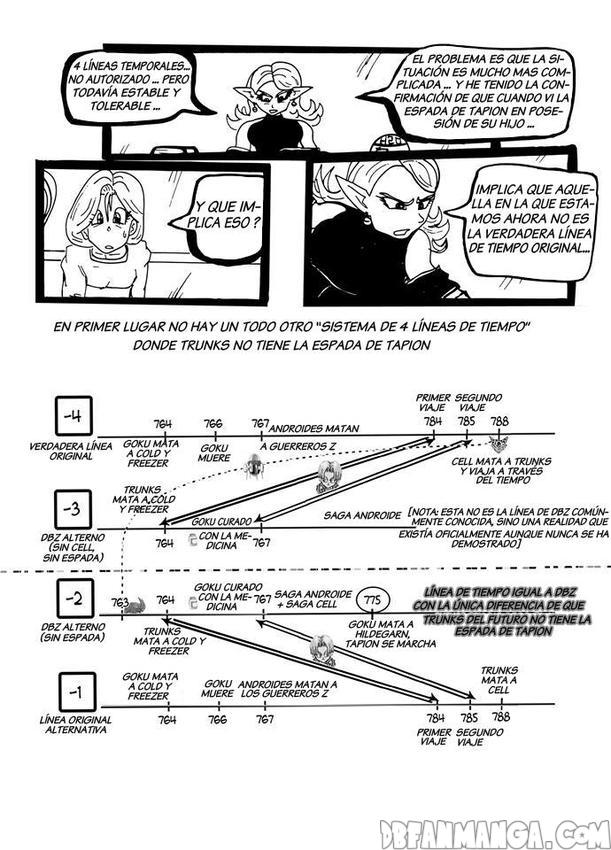 4 LÍNEAS TEMPORALES...
NO AUTORIZADO ... PERO
TODAVÍA ESTABLE Y
TOLERABLE ...
EL PROBLEMA ES QUE LA SI-
TUACIÓN ES MUCHO MAS COM-
PLICADA ... Y HE TENIDO LA CON-
FIRMACIÓN DE QUE CUANDO VI LA
ESPADA DE TAPION EN POSE-
SIÓN DE SU HIJO ...
Y QUE IM-
PLICA ESO ?
IMPLICA QUE AQUE-
LLA EN LA QUE ESTA-
MOS AHORA NO ES
LA VERDADERA LÍNEA
DE TIEMPO ORIGINAL...
EN PRIMER LUGAR NO HAY UN TODO OTRO "SISTEMA DE 4 LÍNEAS DE TIEMPO"
DONDE TRUNKS NO TIENE LA ESPADA DE TAPION
-4
VERDADERA LÍNEA
ORIGINAL
764
GOKU MATA
A COLD Y
FREEZER
766
GOKU
MUERE
767
ANDROIDES MATAN
A GUERREROS Z
PRIMER
VIAJE
784
SEGUNDO
VIAJE
785
788
CELL MATA A TRUNKS
Y VIAJA A TRAVÉS
DEL TIEMPO
-3
DBZ ALTERNO
(SIN CELL,
SIN ESPADA)
TRUNKS
MATA A COLD
Y FREEZER
764
GOKU CURADO
CON LA ME-
DICINA
767
SAGA ANDROIDE
[NOTA: ESTA NO ES LA LÍNEA DE DBZ COMÚN-
MENTE CONOCIDA, SINO UNA REALIDAD QUE
EXISTÍA OFICIALMENTE AUNQUE NUNCA SE HA
DEMOSTRADO]
-2
DBZ ALTERNO
(SIN ESPADA)
763
764
TRUNKS
MATA A COLD Y
FREEZER
GOKU CURADO
CON LA ME-
DICINA
767
SAGA ANDROIDE
+ SAGA CELL
775
GOKU MATA A
HILDEGARN,
TAPION SE MARCHA
LÍNEA DE TIEMPO IGUAL A DBZ
CON LA ÚNICA DIFERENCIA DE QUE
TRUNKS DEL FUTURO NO TIENE LA
ESPADA DE TAPION
-1
LÍNEA ORIGINAL
ALTERNATIVA
GOKU MATA
A COLD Y
FREEZER
764
GOKU
MUERE
766
ANDROIDES MATAN A
LOS GUERREROS Z
767
784
PRIMER
VIAJE
785
SEGUNDO
VIAJE
TRUNKS
MATA A
CELL
788
DBFANMANGA.COM